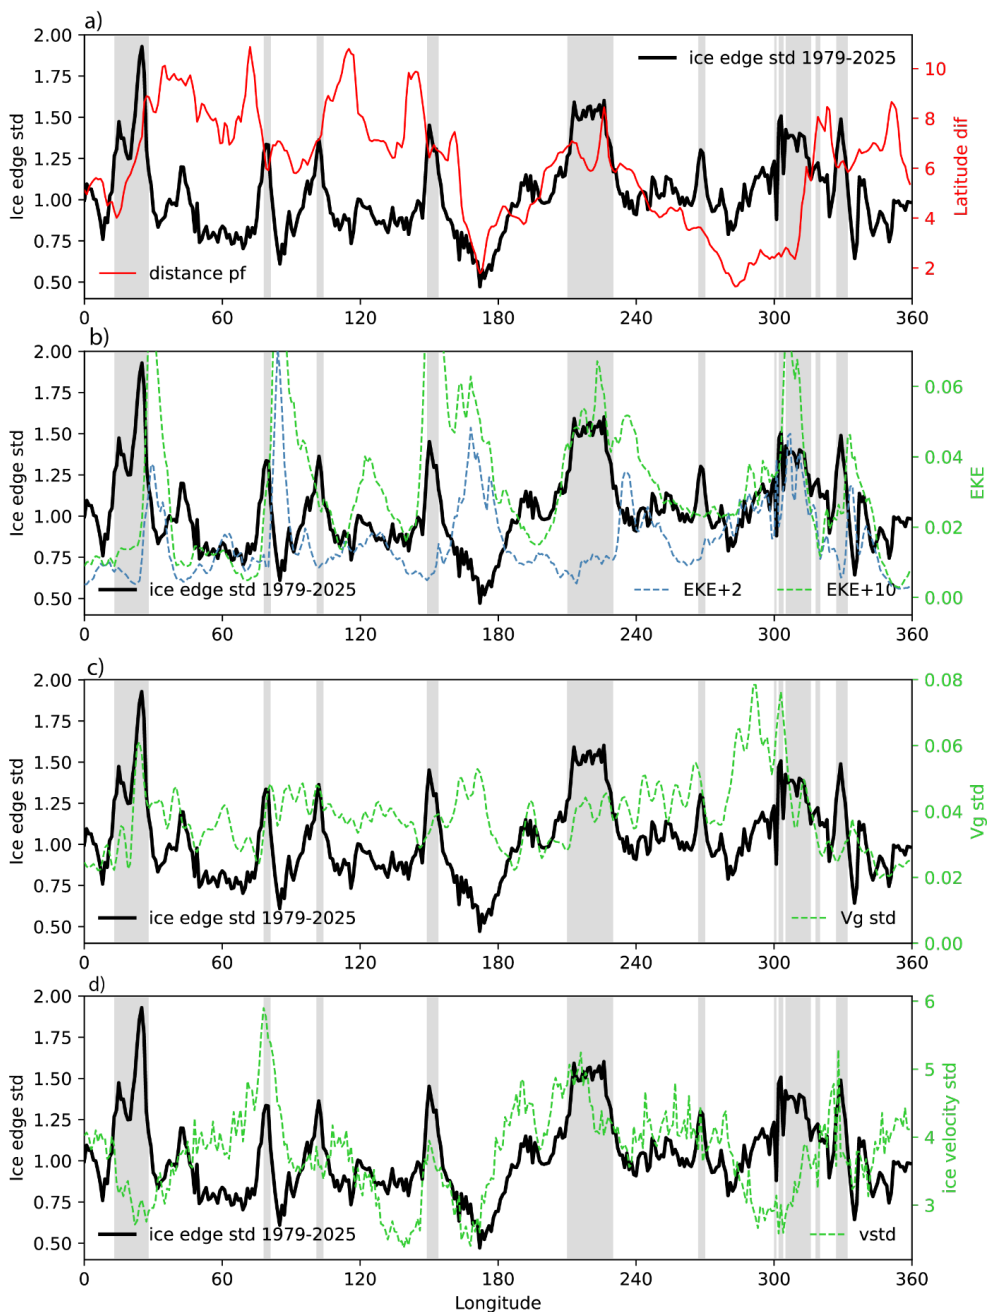 a)
2.00
1.75
1.50
1.25
1.00
0.75
0.50
Ice edge std
ice edge std 1979-2025
distance pf
10
8
6
4
2
Latitude dif
0 60 120 180 240 300 360
b)
2.00
1.75
1.50
1.25
1.00
0.75
0.50
Ice edge std
ice edge std 1979-2025
EKE+2
EKE+10
0.06
0.04
0.02
0.00
EKE
0 60 120 180 240 300 360
c)
2.00
1.75
1.50
1.25
1.00
0.75
0.50
Ice edge std
ice edge std 1979-2025
Vg std
0.08
0.06
0.04
0.02
0.00
Vg std
0 60 120 180 240 300 360
d)
2.00
1.75
1.50
1.25
1.00
0.75
0.50
Ice edge std
ice edge std 1979-2025
vstd
6
5
4
3
ice velocity std
0 60 120 180 240 300 360
Longitude